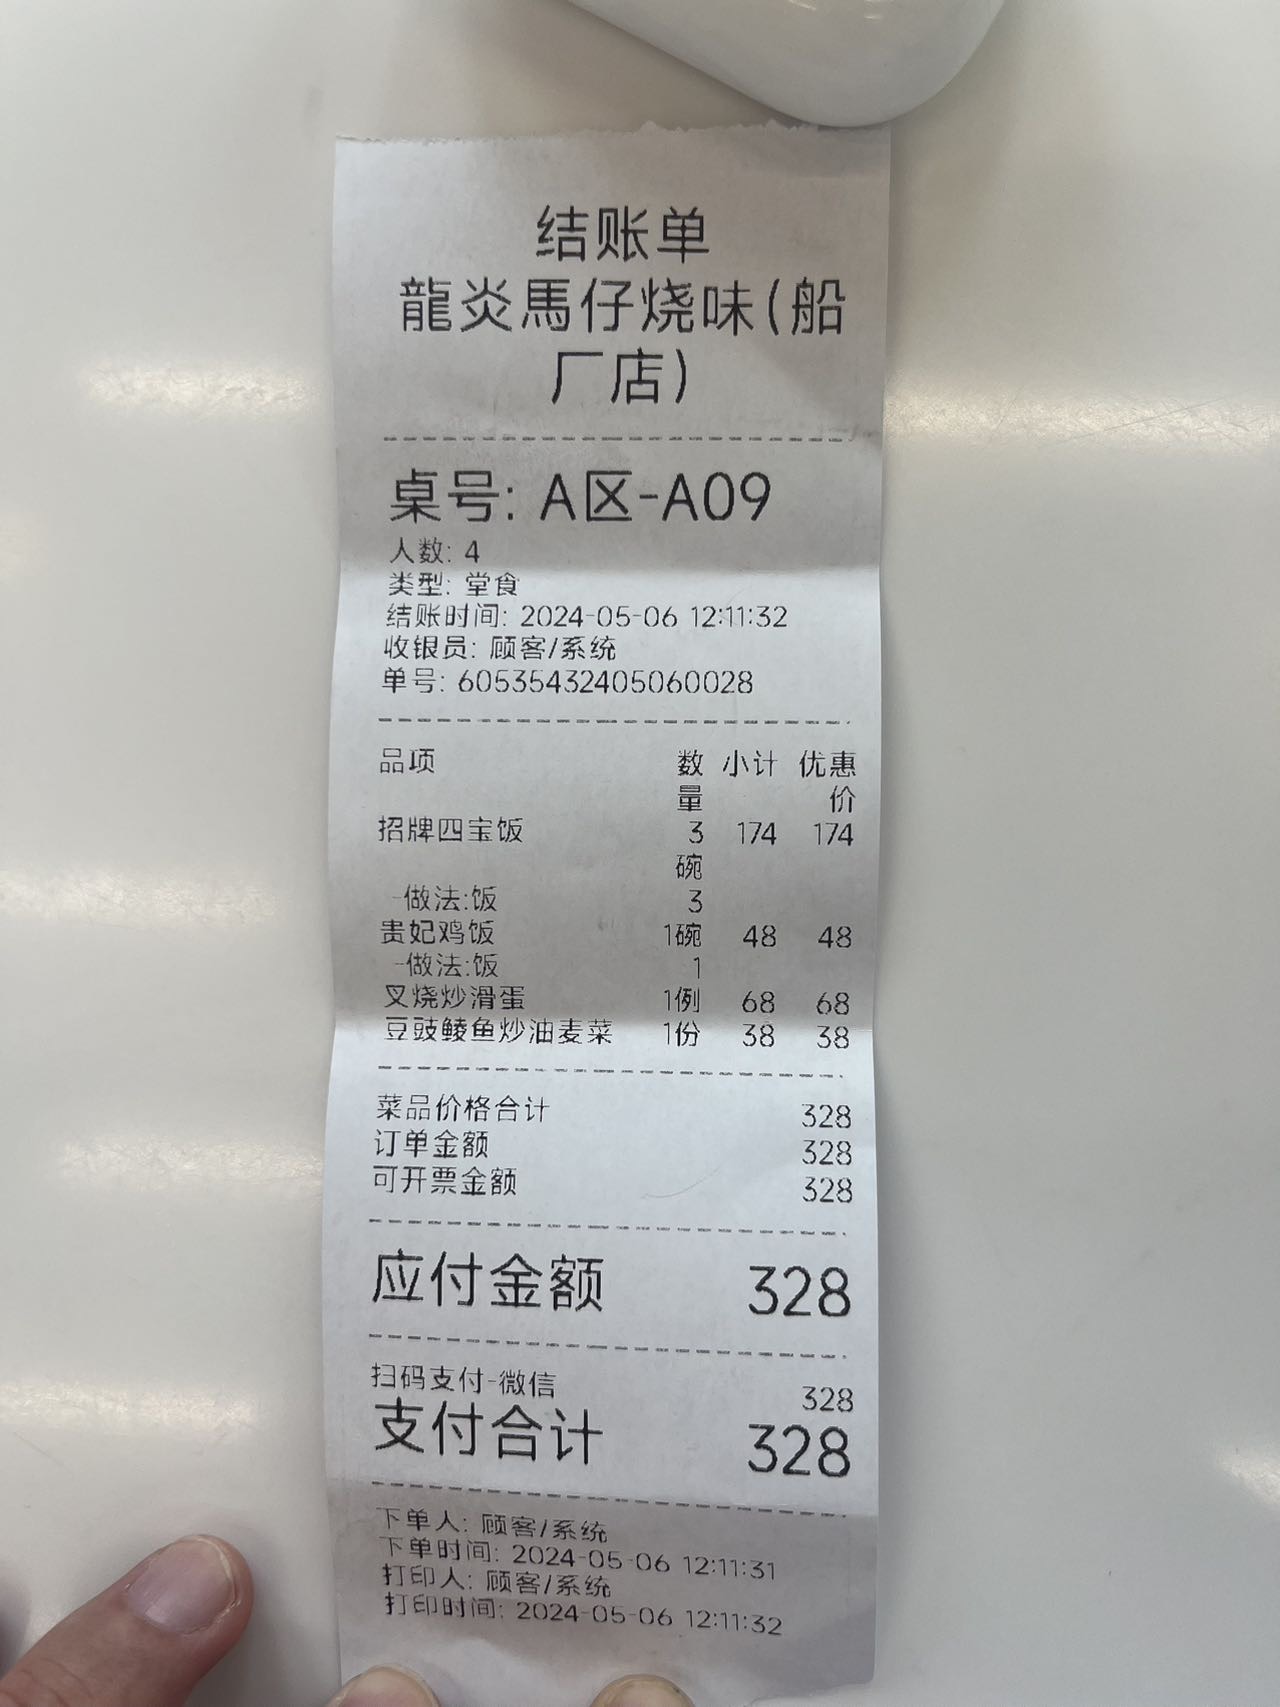 结账单
龍炎馬仔烧味(船
厂店)
桌号: A区-A09
人数: 4
类型: 堂食
结账时间: 2024-05-06 12:11:32
收银员: 顾客/系统
单号: 60535432405060028
品项 数 小计 优惠
量 价
招牌四宝饭 3 174 174
碗
-做法:饭 3
贵妃鸡饭 1碗 48 48
-做法:饭 1
叉烧炒滑蛋 1例 68 68
豆豉鲮鱼炒油麦菜 1份 38 38
菜品价格合计 328
订单金额 328
可开票金额 328
应付金额 328
扫码支付-微信 328
支付合计 328
下单人: 顾客/系统
下单时间: 2024-05-06 12:11:31
打印人: 顾客/系统
打印时间: 2024-05-06 12:11:32